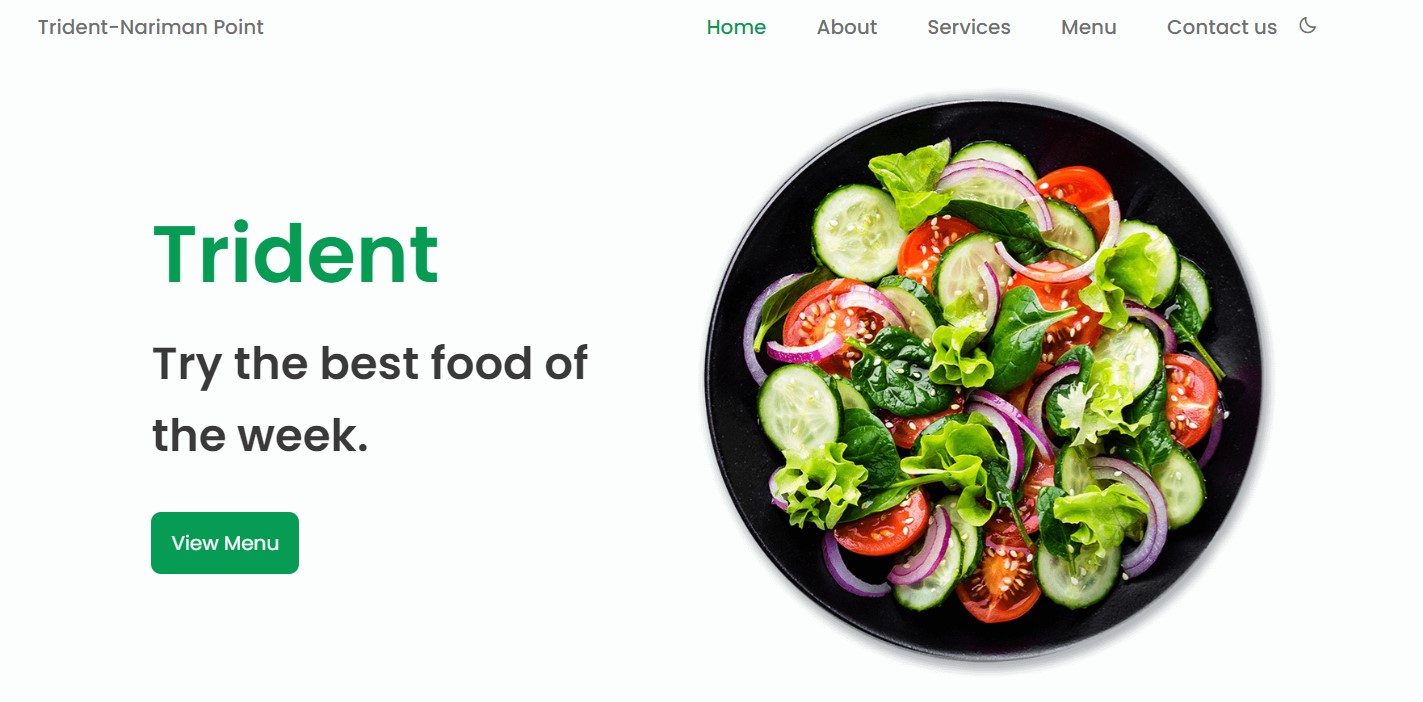 Trident-Nariman Point
Home About Services Menu Contact us
Trident
Try the best food of
the week.
View Menu